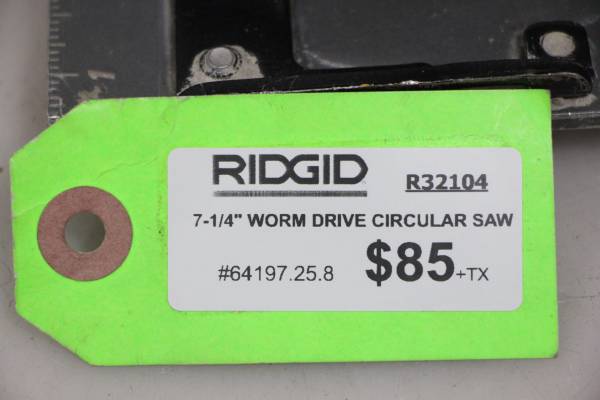 RIDGID R32104
7-1/4" WORM DRIVE CIRCULAR SAW
#64197.25.8 $85+TX